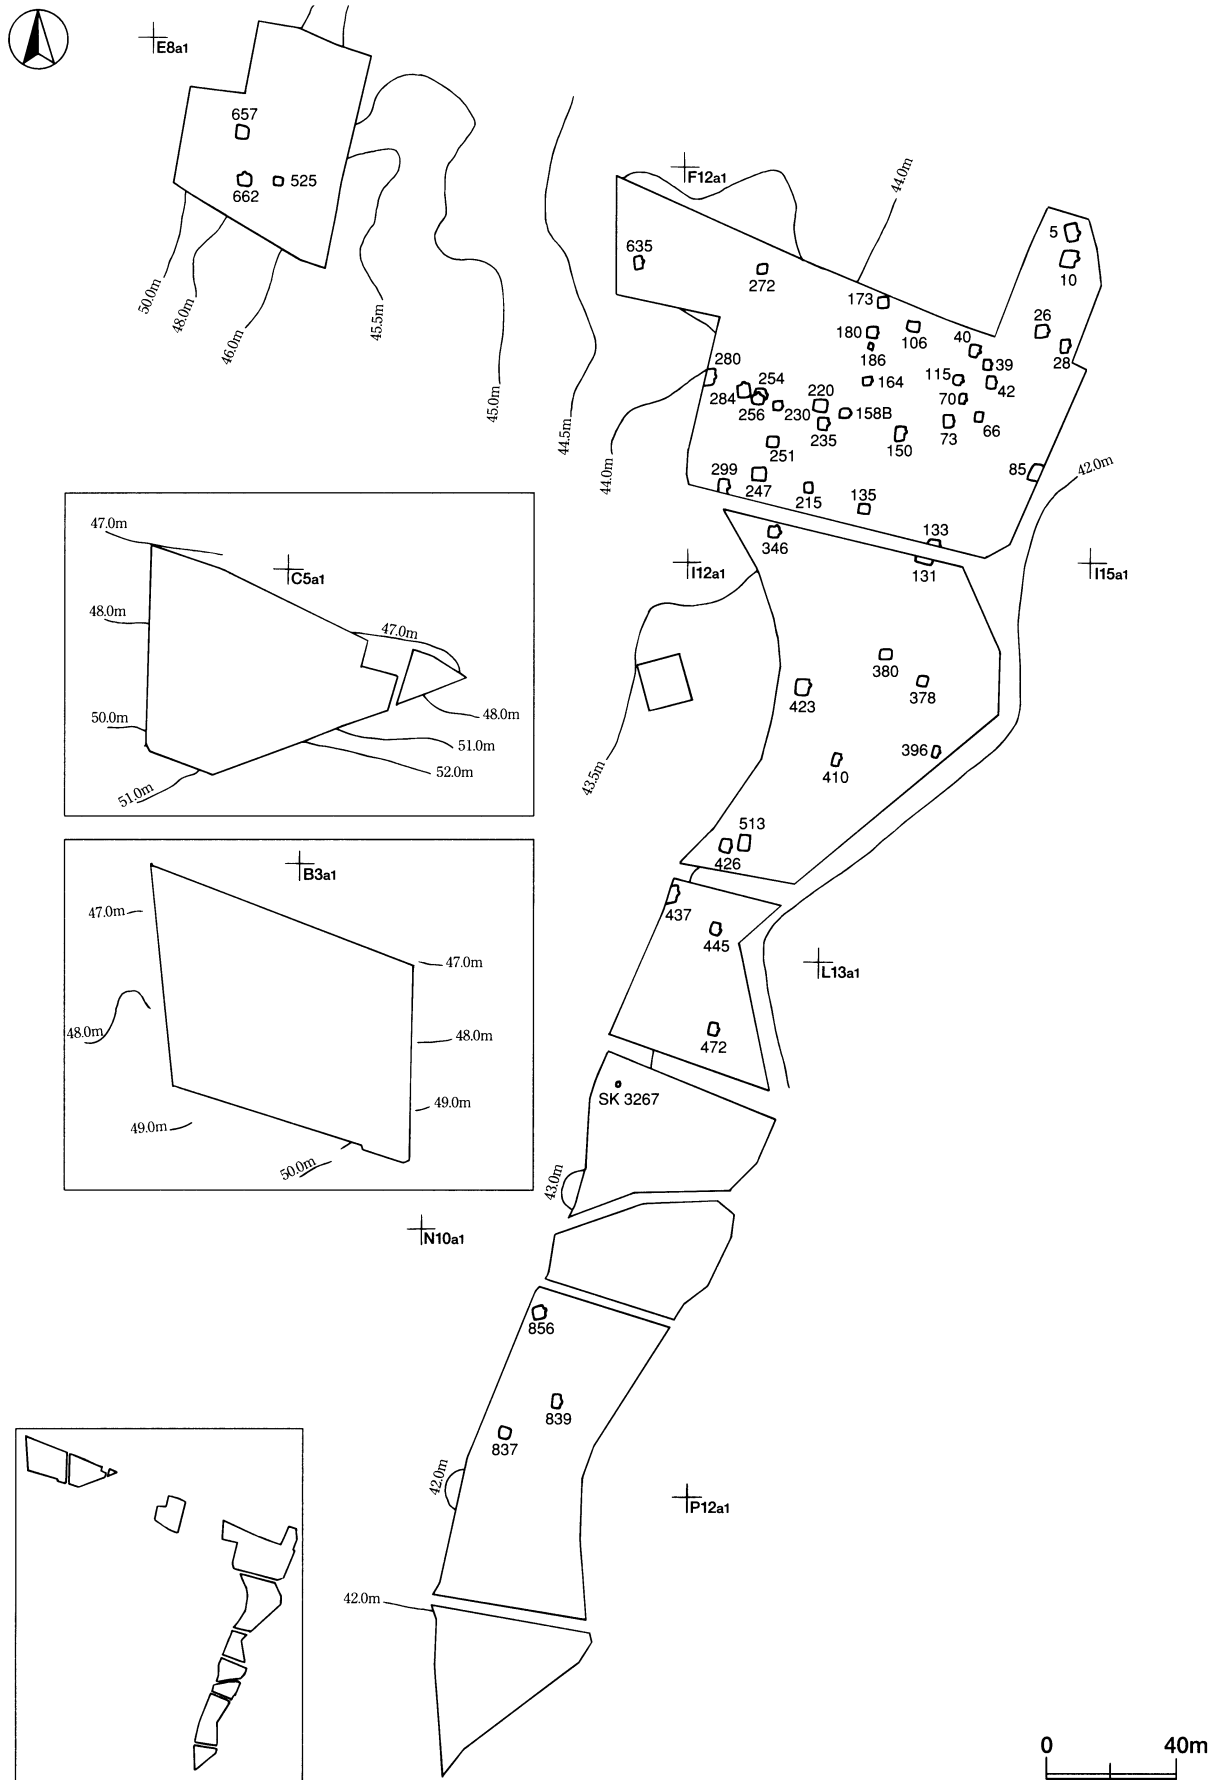 E8a1
657
525
662
50.0m
48.0m
46.0m
45.5m
45.0m
44.5m
44.0m
F12a1
44.0m
635
272
173
180
186
106
164
40
39
115
42
70
66
73
5
10
26
28
280
284
254
256
230
220
235
158B
150
251
247
299
215
135
85
42.0m
133
131
346
I12a1
I15a1
47.0m
C5a1
48.0m
47.0m
50.0m
48.0m
51.0m
52.0m
51.0m
380
378
423
396
410
43.5m
513
426
B3a1
47.0m
47.0m
48.0m
48.0m
49.0m
49.0m
50.0m
437
445
L13a1
472
SK 3267
43.0m
N10a1
856
839
837
42.0m
P12a1
42.0m
0 40m